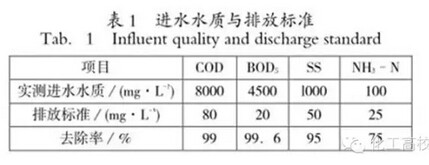 表1 进水水质与排放标准
Tab. 1 Influent quality and discharge standard
项目 COD BOD₅ SS NH₃-N
实测进水水质/(mg·L⁻¹) 8000 4500 1000 100
排放标准/(mg·L⁻¹) 80 20 50 25
去除率/% 99 99.6 95 75
化工高校